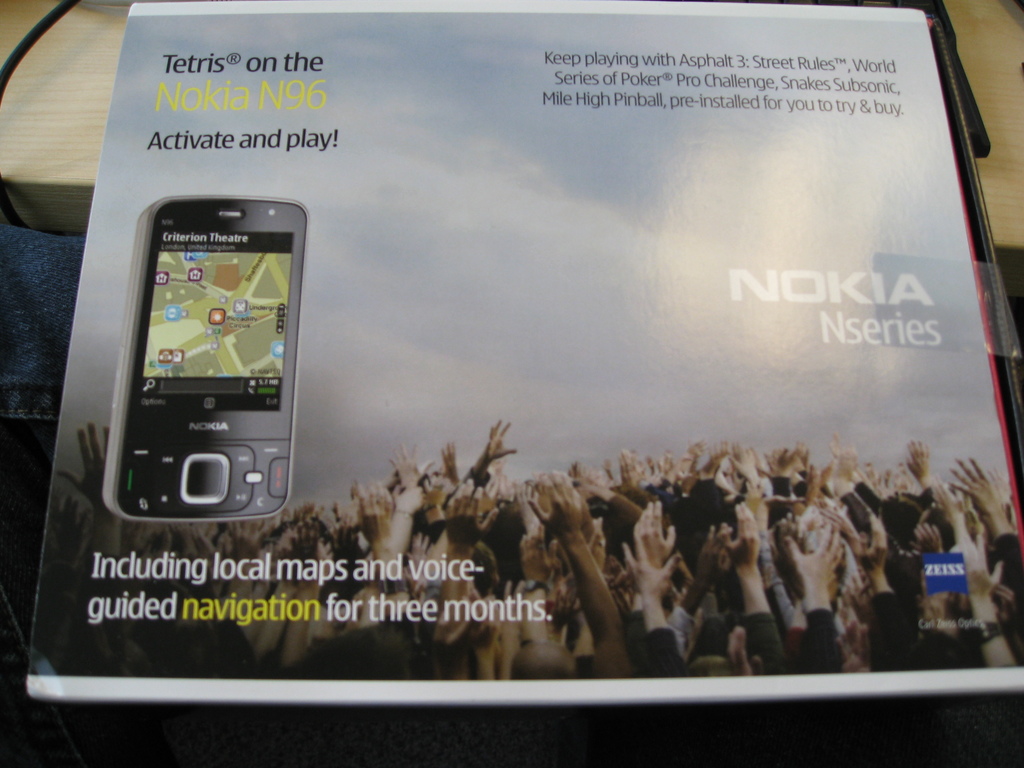 Tetris® on the
Nokia N96
Activate and play!
Keep playing with Asphalt 3: Street Rules™, World
Series of Poker® Pro Challenge, Snakes Subsonic,
Mile High Pinball, pre-installed for you to try & buy.
N96
Criterion Theatre
London, United Kingdom
Undergro
Piccadilly
Circus
5.7 MB
Options
Exit
NOKIA
NOKIA
Nseries
Including local maps and voice-
guided navigation for three months.
ZEISS
Carl Zeiss Optics